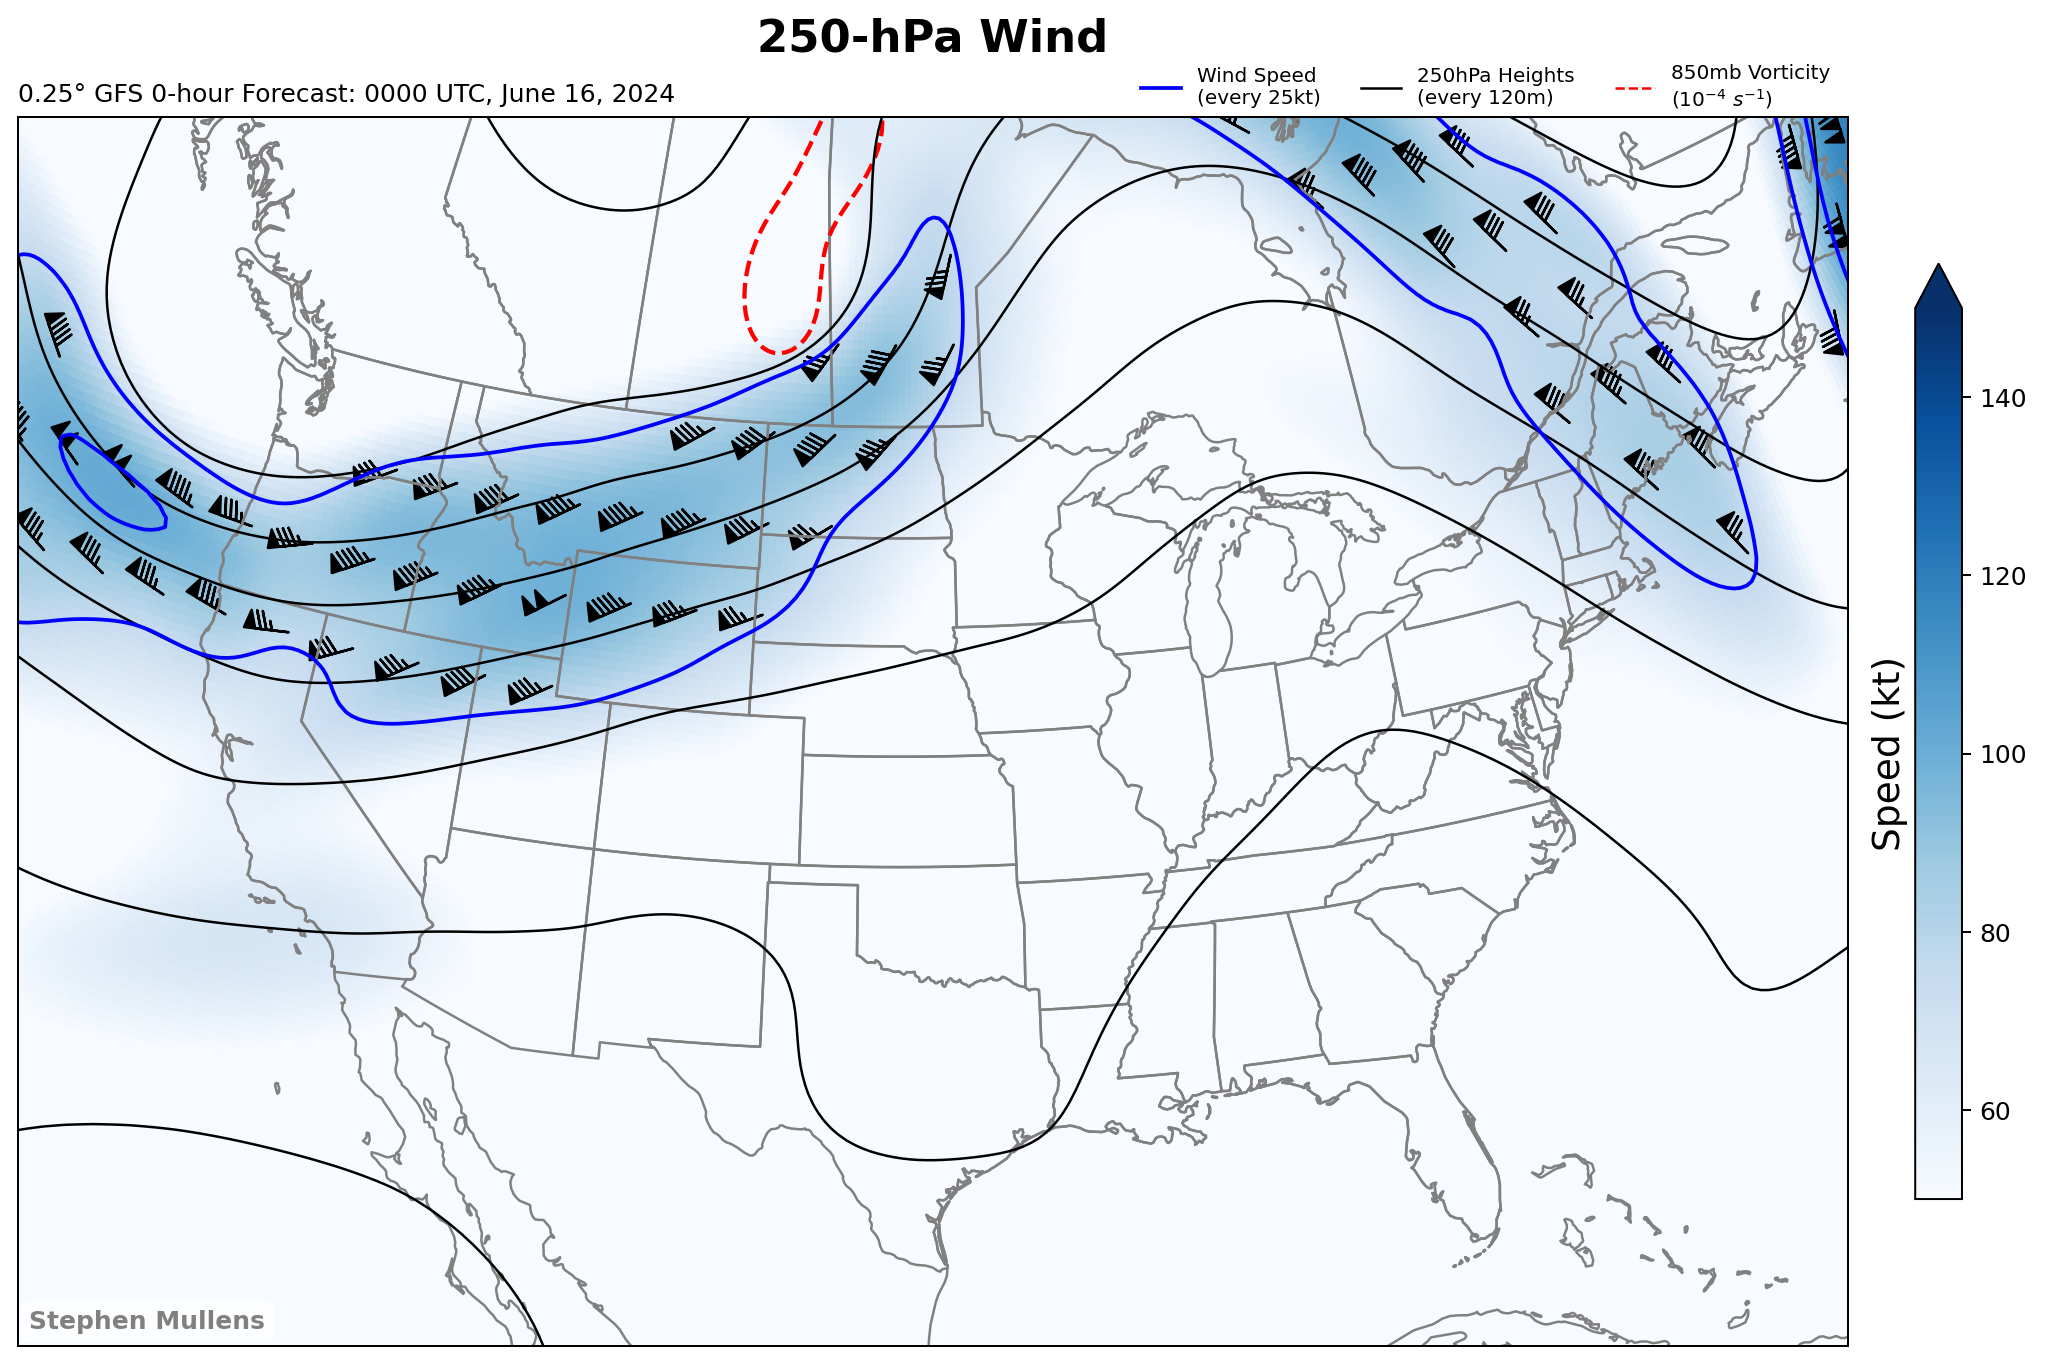 250-hPa Wind
0.25° GFS 0-hour Forecast: 0000 UTC, June 16, 2024
Wind Speed
(every 25kt)
250hPa Heights
(every 120m)
850mb Vorticity
(10⁻⁴ s⁻¹)
140
120
100
80
60
Speed (kt)
Stephen Mullens